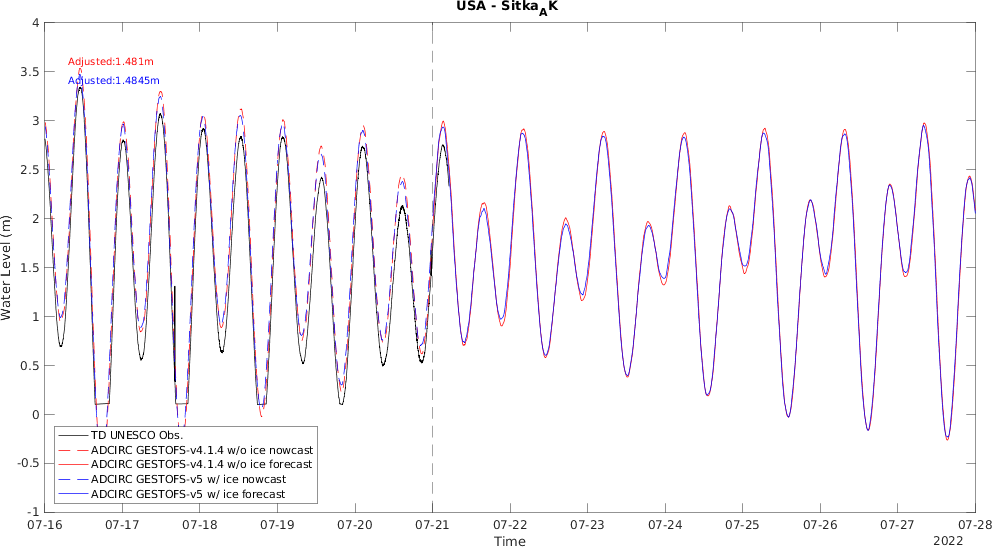 USA - Sitka_AK
Adjusted:1.481m
Adjusted:1.4845m
Water Level (m)
4
3.5
3
2.5
2
1.5
1
0.5
0
-0.5
-1
TD UNESCO Obs.
ADCIRC GESTOFS-v4.1.4 w/o ice nowcast
ADCIRC GESTOFS-v4.1.4 w/o ice forecast
ADCIRC GESTOFS-v5 w/ ice nowcast
ADCIRC GESTOFS-v5 w/ ice forecast
07-16 07-17 07-18 07-19 07-20 07-21 07-22 07-23 07-24 07-25 07-26 07-27 07-28
Time
2022